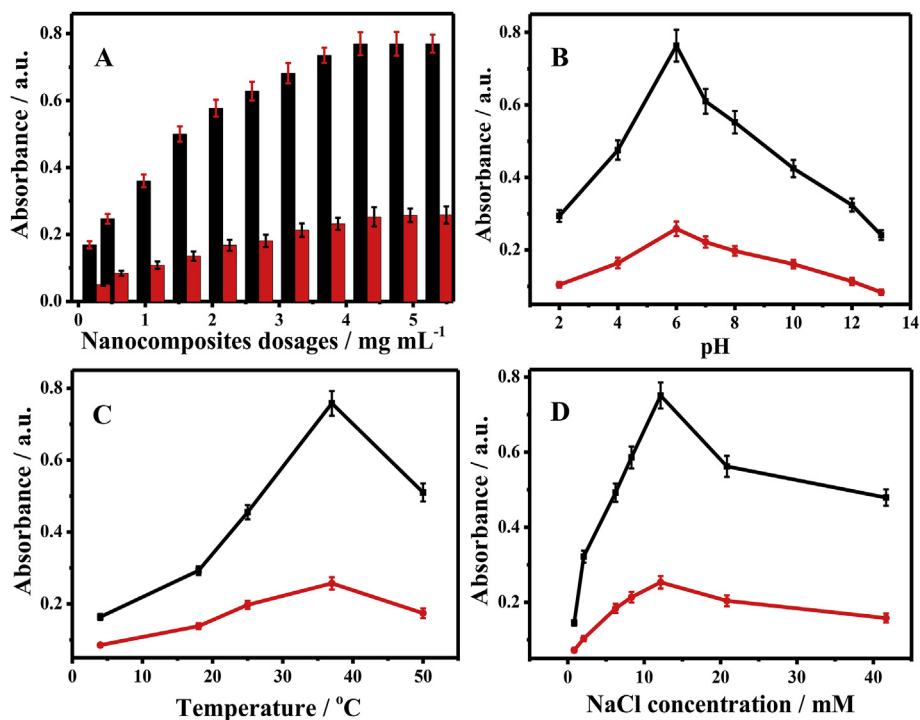 A
Absorbance / a.u.
0.8
0.6
0.4
0.2
0.0
0 1 2 3 4 5
Nanocomposites dosages / mg mL⁻¹
B
Absorbance / a.u.
0.8
0.6
0.4
0.2
2 4 6 8 10 12 14
pH
C
Absorbance / a.u.
0.8
0.6
0.4
0.2
0 10 20 30 40 50
Temperature / °C
D
Absorbance / a.u.
0.8
0.6
0.4
0.2
0 10 20 30 40
NaCl concentration / mM